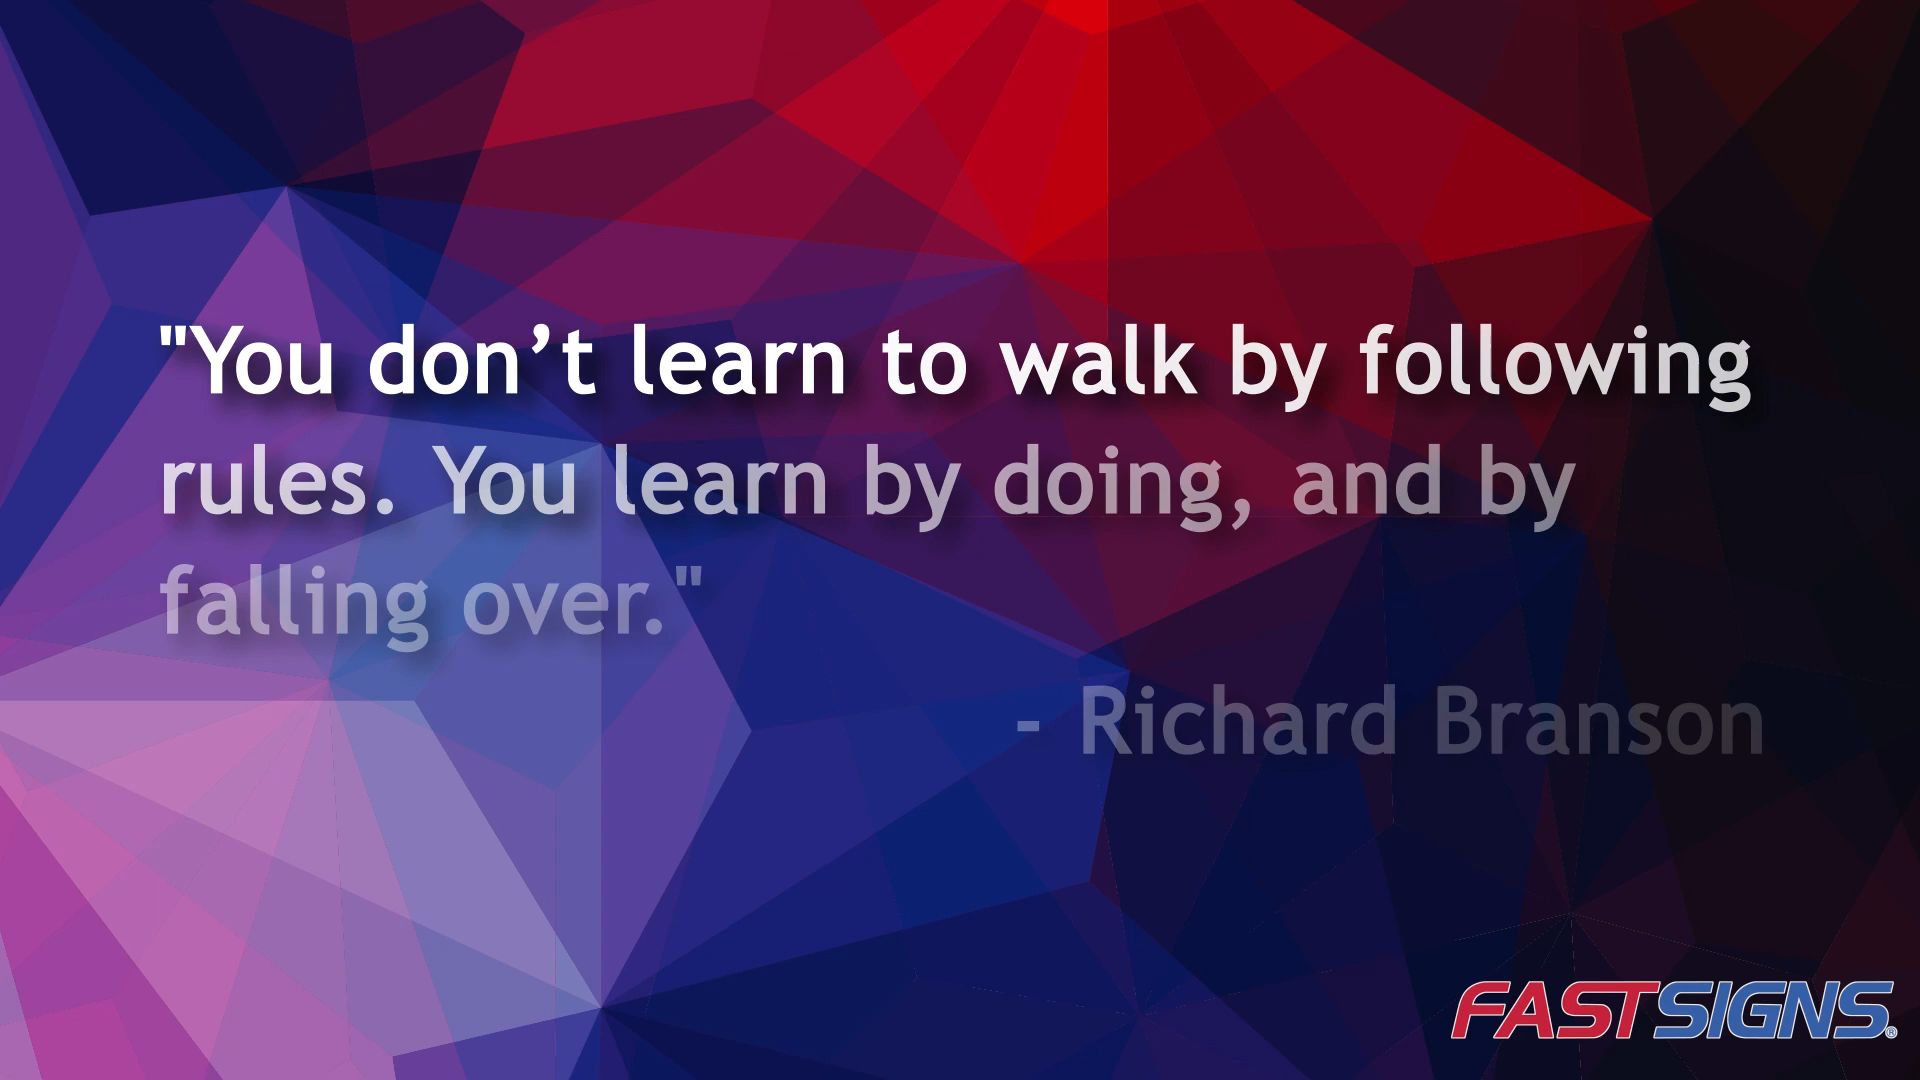 "You don’t learn to walk by following
rules. You learn by doing, and by
falling over."
- Richard Branson
FASTSIGNS®